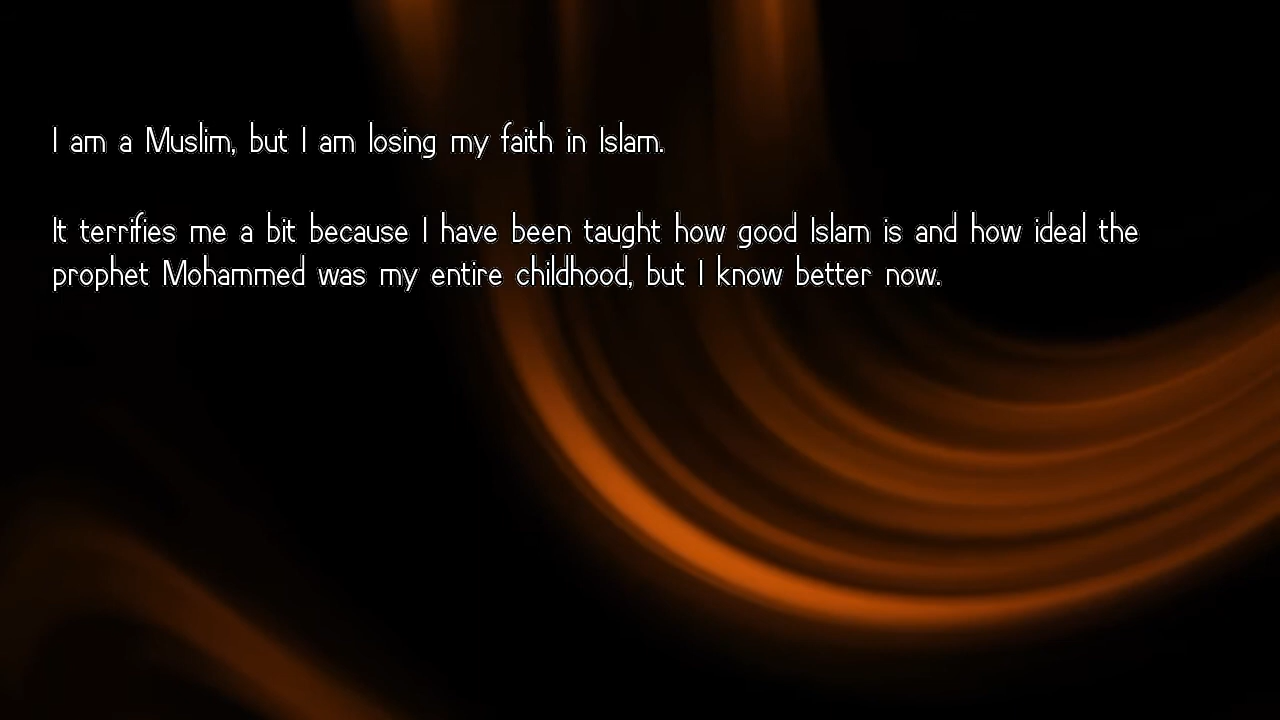 I am a Muslim, but I am losing my faith in Islam.
It terrifies me a bit because I have been taught how good Islam is and how ideal the
prophet Mohammed was my entire childhood, but I know better now.